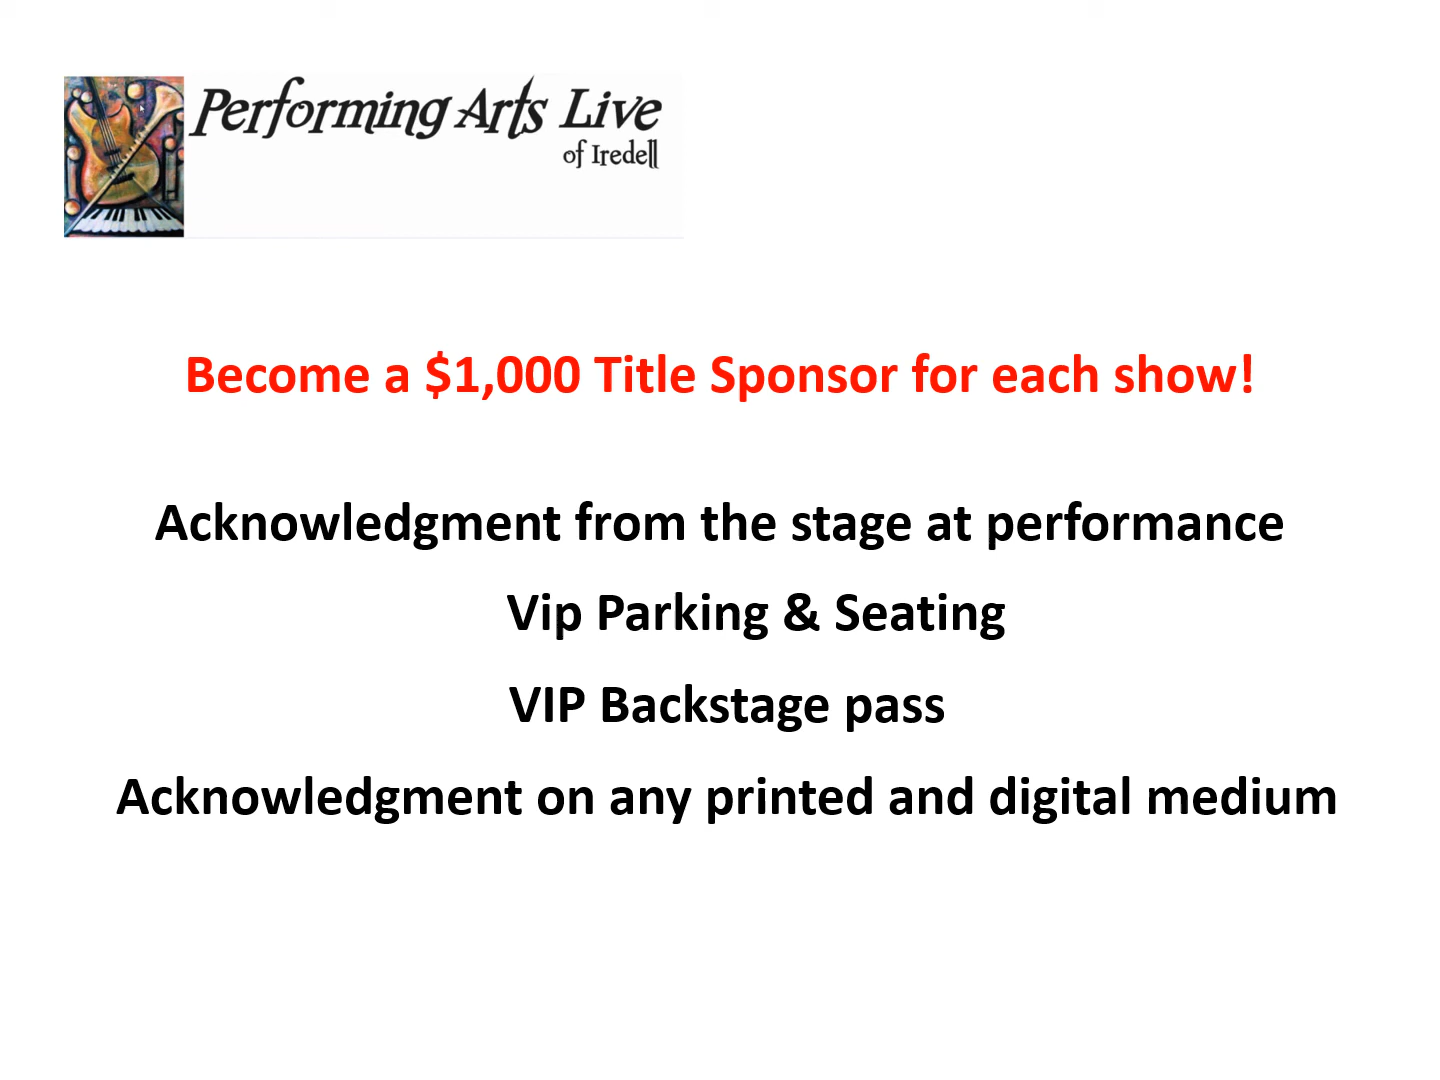 Performing Arts Live
of Iredell
Become a $1,000 Title Sponsor for each show!
Acknowledgment from the stage at performance
Vip Parking & Seating
VIP Backstage pass
Acknowledgment on any printed and digital medium